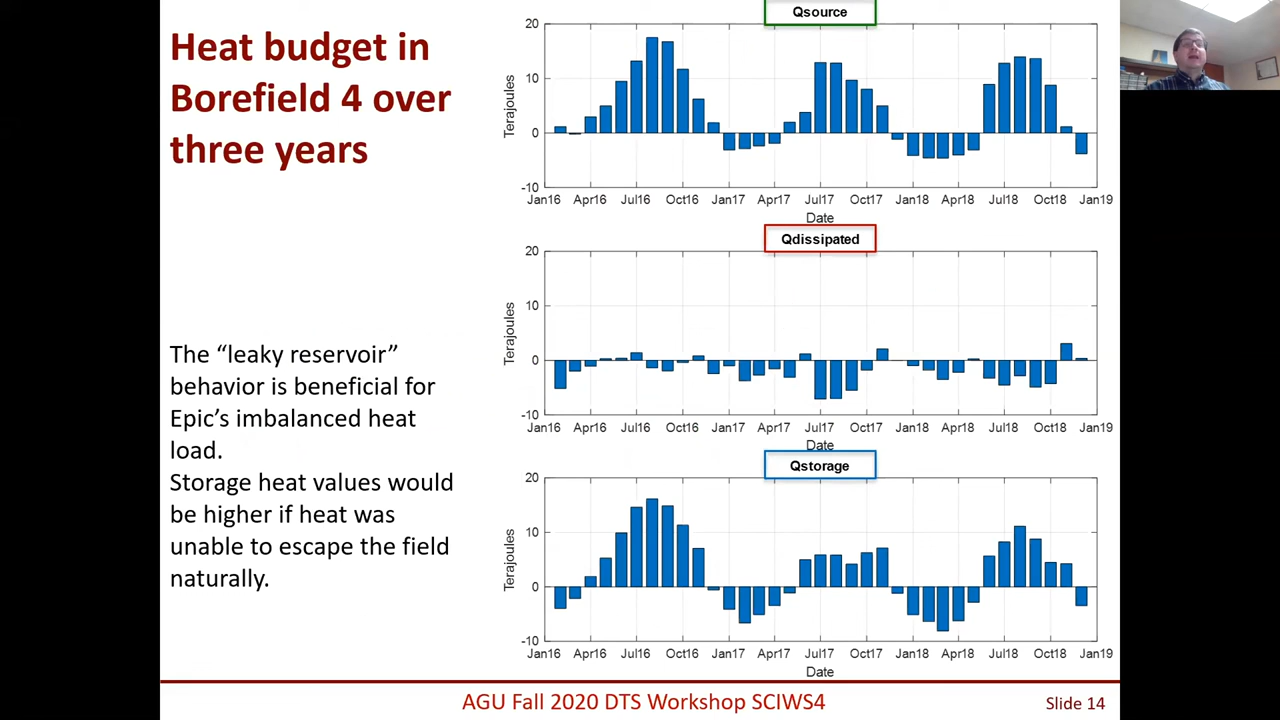 Heat budget in
Borefield 4 over
three years
The “leaky reservoir”
behavior is beneficial for
Epic’s imbalanced heat
load.
Storage heat values would
be higher if heat was
unable to escape the field
naturally.
Qsource
20
10
0
-10
Terajoules
Jan16 Apr16 Jul16 Oct16 Jan17 Apr17 Jul17 Oct17 Jan18 Apr18 Jul18 Oct18 Jan19
Date
Qdissipated
20
10
0
-10
Terajoules
Jan16 Apr16 Jul16 Oct16 Jan17 Apr17 Jul17 Oct17 Jan18 Apr18 Jul18 Oct18 Jan19
Date
Qstorage
20
10
0
-10
Terajoules
Jan16 Apr16 Jul16 Oct16 Jan17 Apr17 Jul17 Oct17 Jan18 Apr18 Jul18 Oct18 Jan19
Date
AGU Fall 2020 DTS Workshop SCIWS4
Slide 14